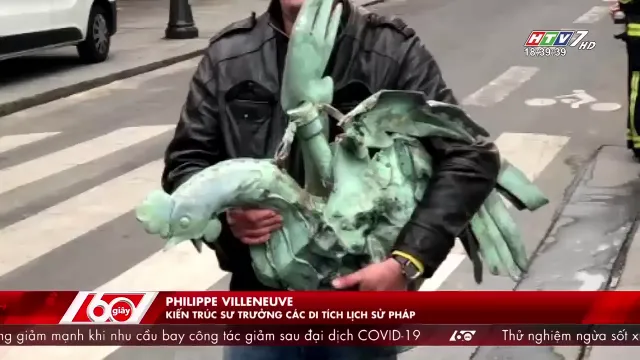 HTV7 HD
18:39:39
60 giây
PHILIPPE VILLENEUVE
KIẾN TRÚC SƯ TRƯỞNG CÁC DI TÍCH LỊCH SỬ PHÁP
giảm mạnh khi nhu cầu bay công tác giảm sau đại dịch COVID-19 60 Thử nghiệm ngừa sốt